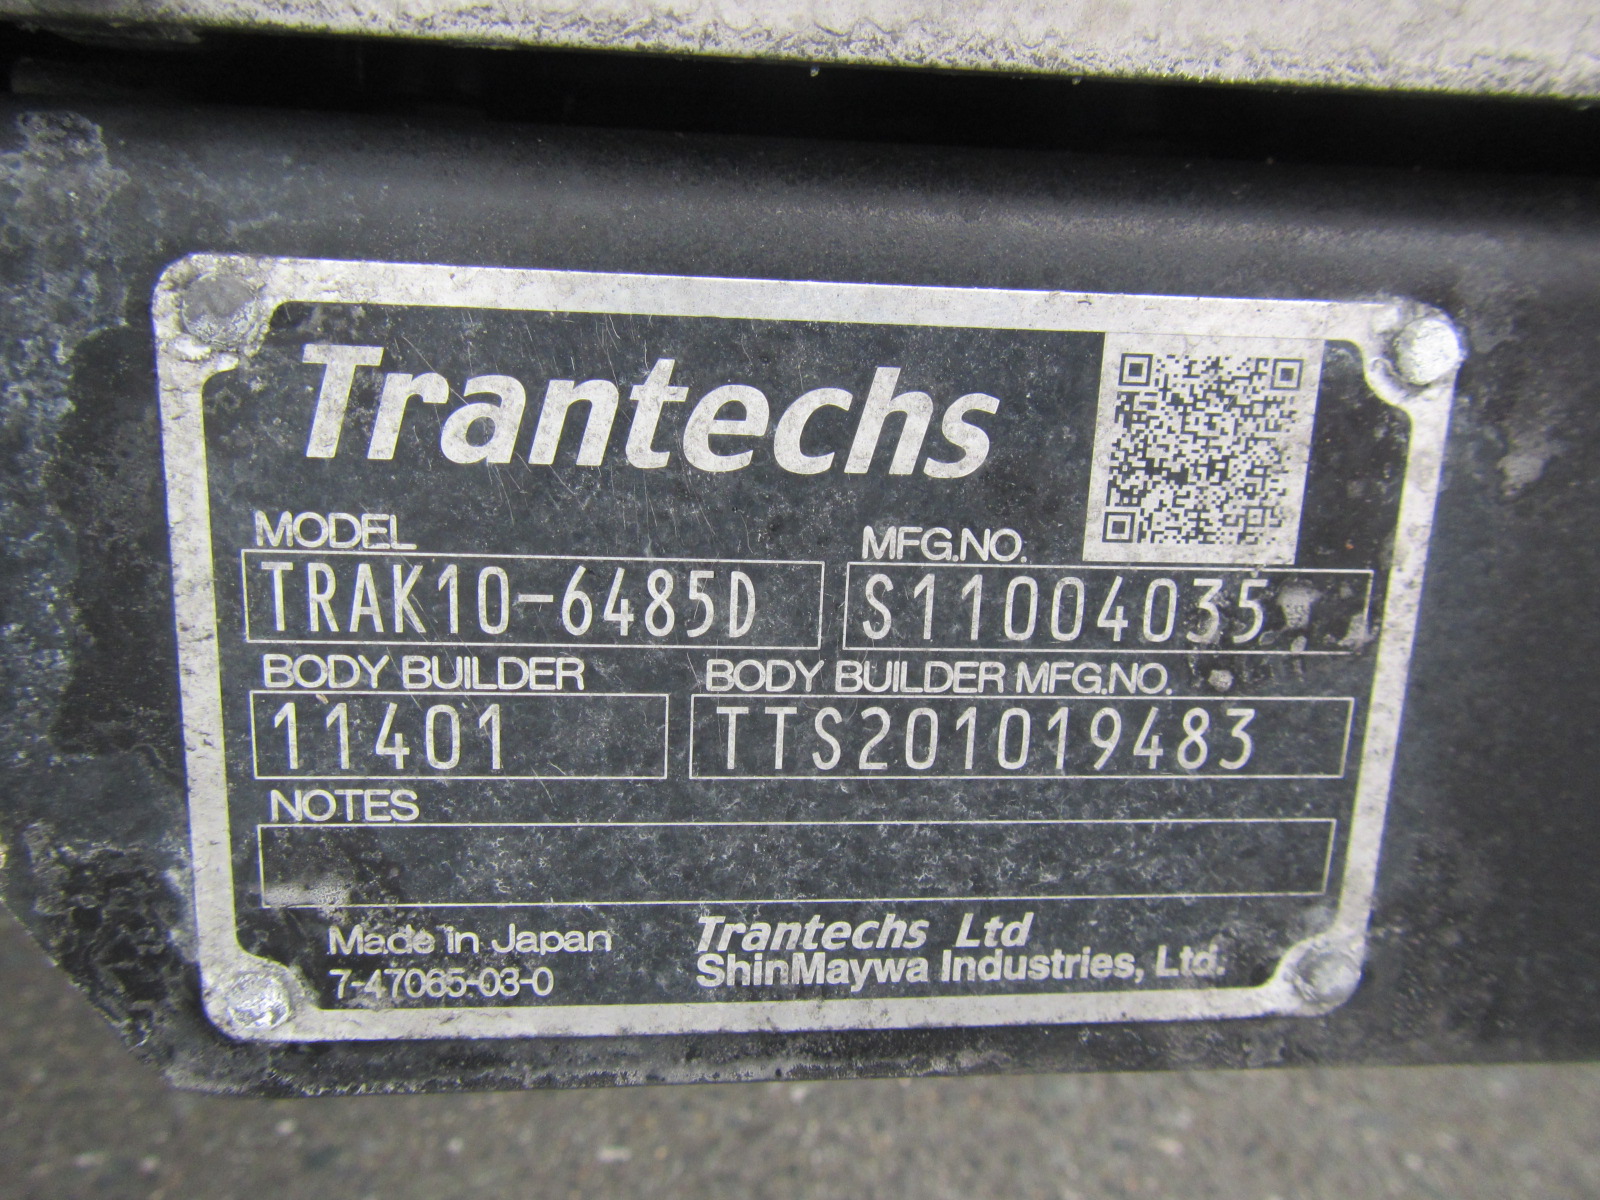 Trantechs
MODEL MFG.NO.
TRAK10-6485D S11004035
BODY BUILDER BODY BUILDER MFG.NO.
11401 TTS201019483
NOTES
Made in Japan Trantechs Ltd
7-47065-03-0 ShinMaywa Industries, Ltd.